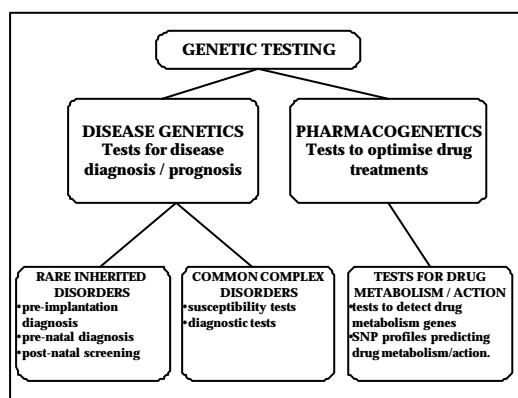 GENETIC TESTING
DISEASE GENETICS
Tests for disease
diagnosis / prognosis
PHARMACOGENETICS
Tests to optimise drug
treatments
RARE INHERITED
DISORDERS
•pre-implantation
diagnosis
•pre-natal diagnosis
•post-natal screening
COMMON COMPLEX
DISORDERS
•susceptibility tests
•diagnostic tests
TESTS FOR DRUG
METABOLISM / ACTION
•tests to detect drug
metabolism genes
•SNP profiles predicting
drug metabolism/action.